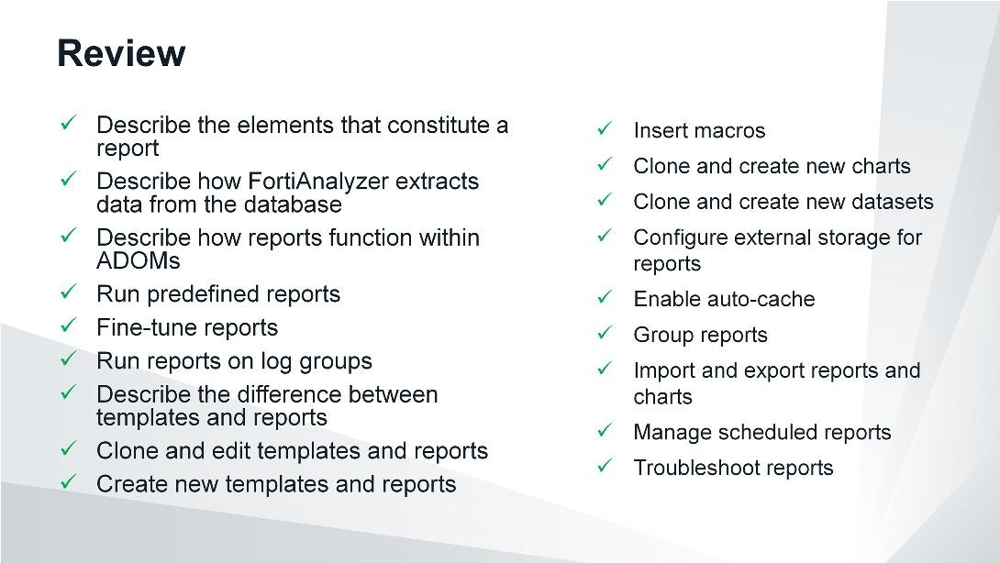 Review
Describe the elements that constitute a
report
Describe how FortiAnalyzer extracts
data from the database
Describe how reports function within
ADOMs
Run predefined reports
Fine-tune reports
Run reports on log groups
Describe the difference between
templates and reports
Clone and edit templates and reports
Create new templates and reports
Insert macros
Clone and create new charts
Clone and create new datasets
Configure external storage for
reports
Enable auto-cache
Group reports
Import and export reports and
charts
Manage scheduled reports
Troubleshoot reports